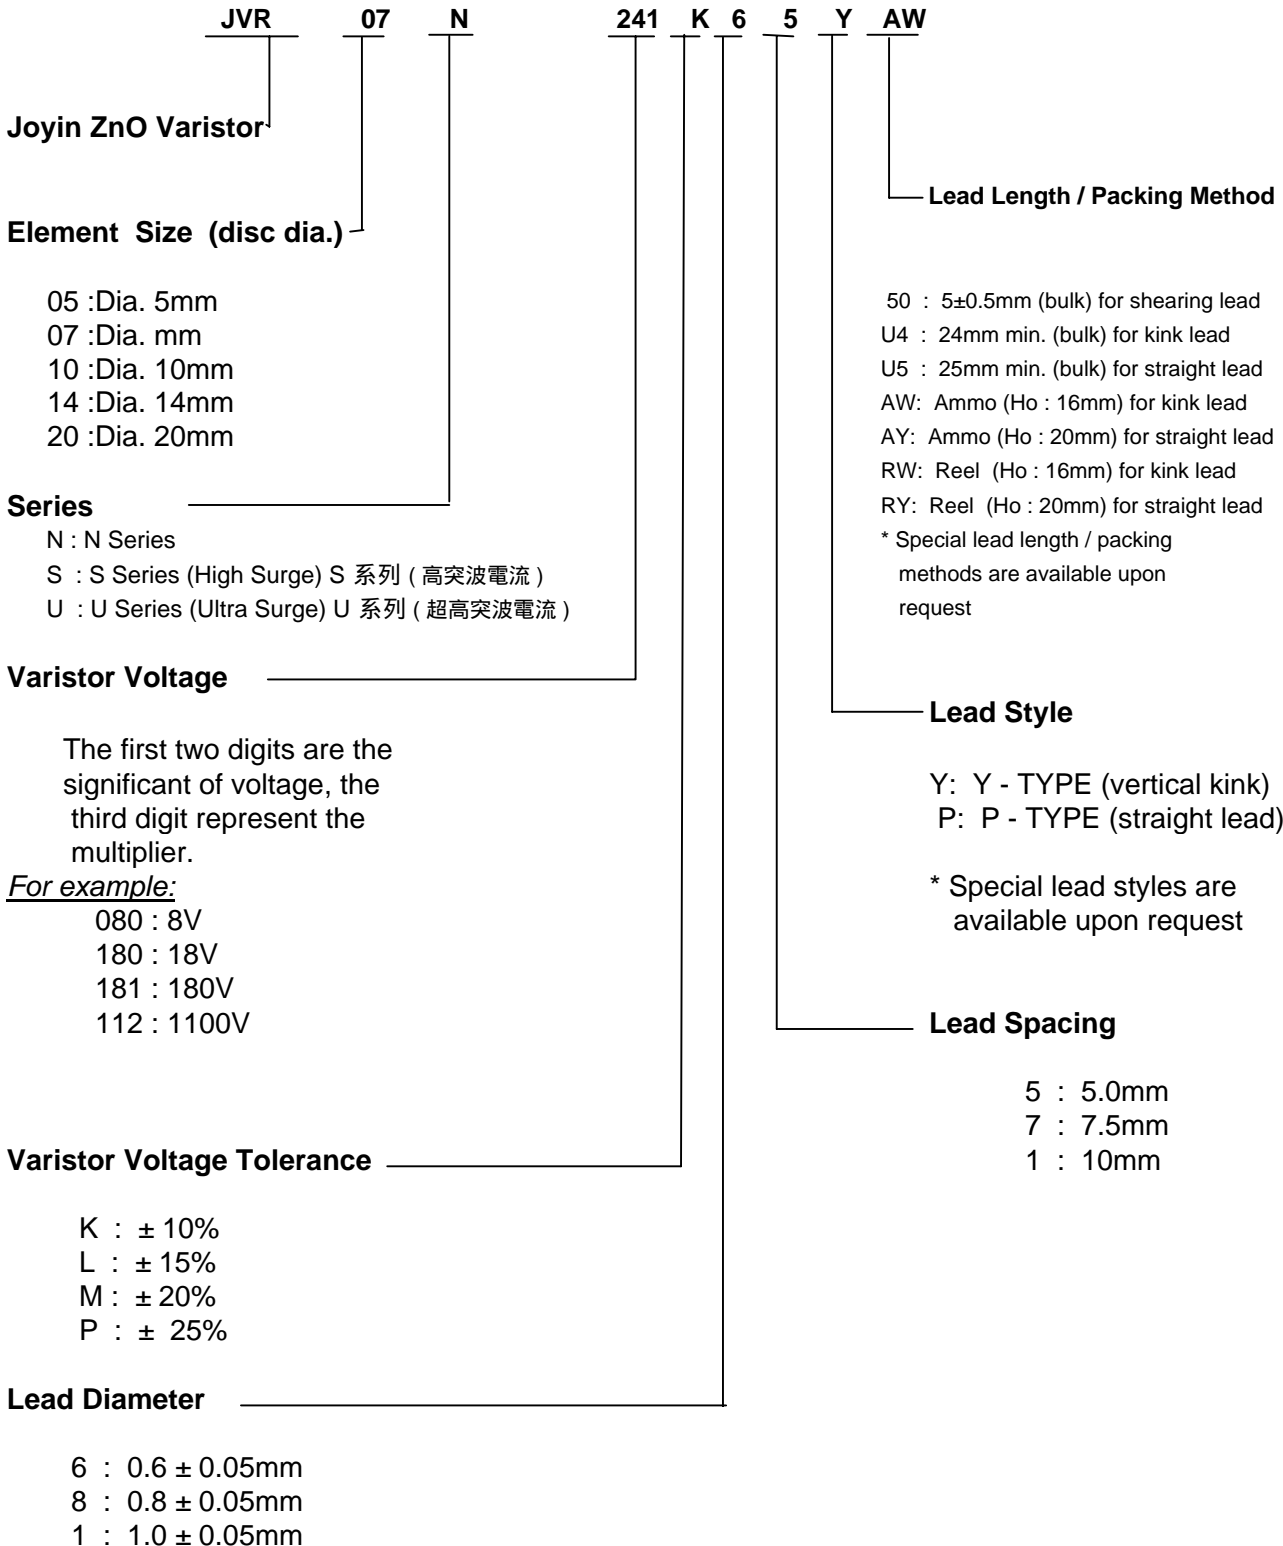 JVR 07 N 241 K 6 5 Y AW
Joyin ZnO Varistor
Element Size (disc dia.)
05 :Dia. 5mm
07 :Dia. mm
10 :Dia. 10mm
14 :Dia. 14mm
20 :Dia. 20mm
Series
N : N Series
S : S Series (High Surge) S 系列 ( 高突波電流 )
U : U Series (Ultra Surge) U 系列 ( 超高突波電流 )
Varistor Voltage
The first two digits are the
significant of voltage, the
third digit represent the
multiplier.
For example:
080 : 8V
180 : 18V
181 : 180V
112 : 1100V
Varistor Voltage Tolerance
K : ± 10%
L : ± 15%
M : ± 20%
P : ± 25%
Lead Diameter
6 : 0.6 ± 0.05mm
8 : 0.8 ± 0.05mm
1 : 1.0 ± 0.05mm
Lead Length / Packing Method
50 : 5±0.5mm (bulk) for shearing lead
U4 : 24mm min. (bulk) for kink lead
U5 : 25mm min. (bulk) for straight lead
AW: Ammo (Ho : 16mm) for kink lead
AY: Ammo (Ho : 20mm) for straight lead
RW: Reel (Ho : 16mm) for kink lead
RY: Reel (Ho : 20mm) for straight lead
* Special lead length / packing
methods are available upon
request
Lead Style
Y: Y - TYPE (vertical kink)
P: P - TYPE (straight lead)
* Special lead styles are
available upon request
Lead Spacing
5 : 5.0mm
7 : 7.5mm
1 : 10mm